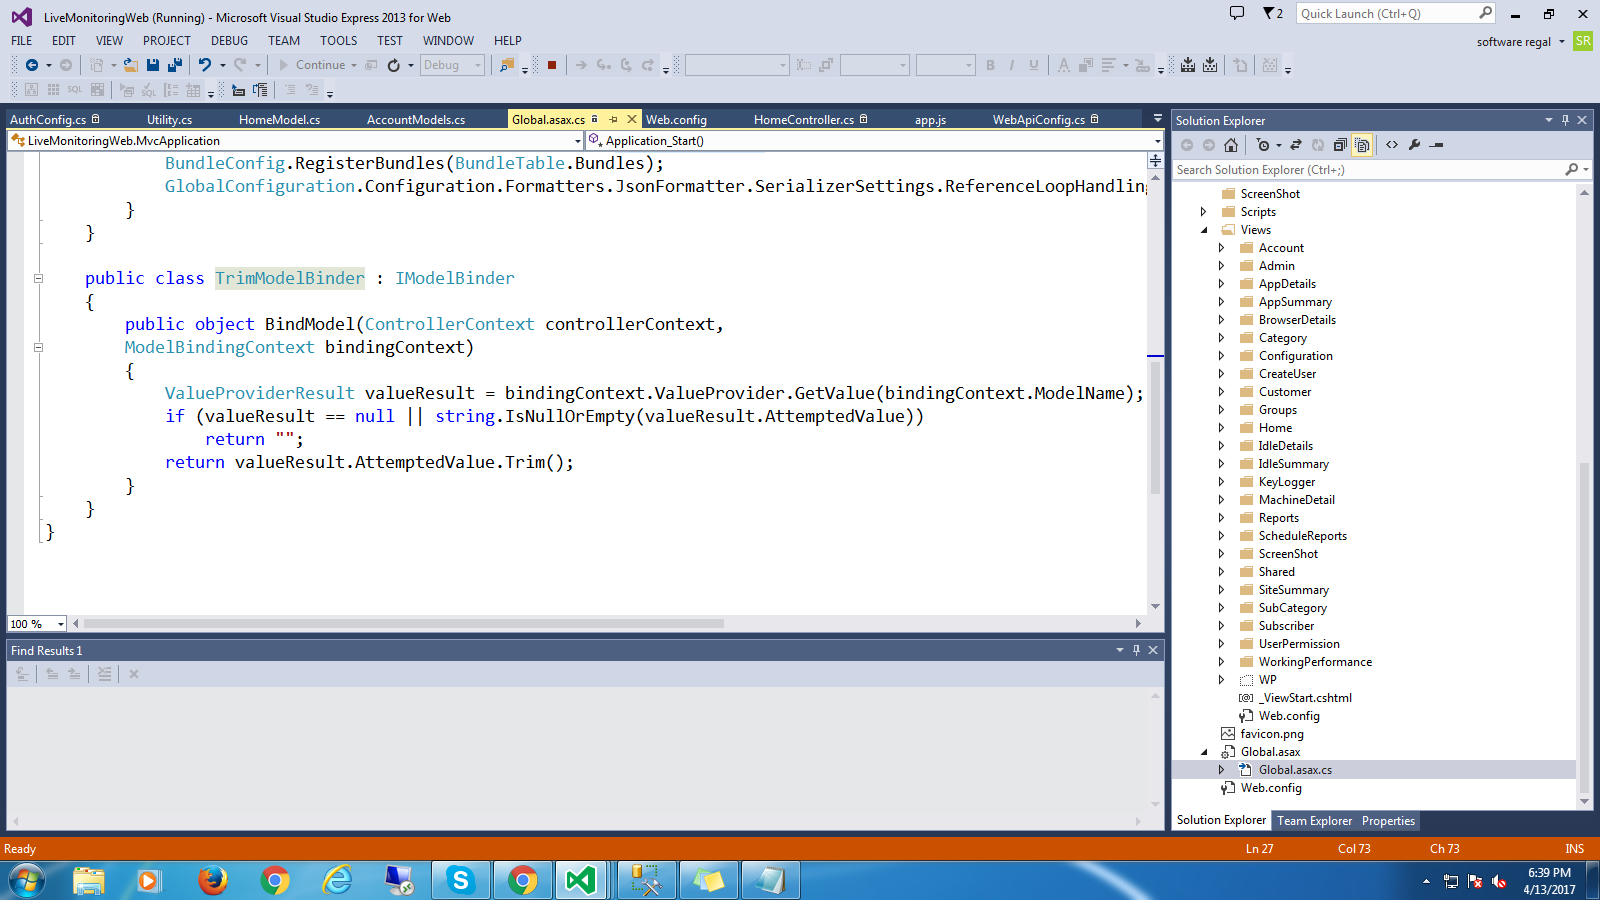 LiveMonitoringWeb (Running) - Microsoft Visual Studio Express 2013 for Web
2
Quick Launch (Ctrl+Q)
FILE EDIT VIEW PROJECT DEBUG TEAM TOOLS TEST WINDOW HELP
software regal SR
Continue Debug
SQL
AuthConfig.cs Utility.cs HomeModel.cs AccountModels.cs Global.asax.cs Web.config HomeController.cs app.js WebApiConfig.cs
LiveMonitoringWeb.MvcApplication Application_Start()
BundleConfig.RegisterBundles(BundleTable.Bundles);
GlobalConfiguration.Configuration.Formatters.JsonFormatter.SerializerSettings.ReferenceLoopHandling
}
}
public class TrimModelBinder : IModelBinder
{
public object BindModel(ControllerContext controllerContext,
ModelBindingContext bindingContext)
{
ValueProviderResult valueResult = bindingContext.ValueProvider.GetValue(bindingContext.ModelName);
if (valueResult == null || string.IsNullOrEmpty(valueResult.AttemptedValue))
return "";
return valueResult.AttemptedValue.Trim();
}
}
}
100 %
Find Results 1
Solution Explorer
Search Solution Explorer (Ctrl+;)
ScreenShot
Scripts
Views
Account
Admin
AppDetails
AppSummary
BrowserDetails
Category
Configuration
CreateUser
Customer
Groups
Home
IdleDetails
IdleSummary
KeyLogger
MachineDetail
Reports
ScheduleReports
ScreenShot
Shared
SiteSummary
SubCategory
Subscriber
UserPermission
WorkingPerformance
WP
_ViewStart.cshtml
Web.config
favicon.png
Global.asax
Global.asax.cs
Web.config
Solution Explorer Team Explorer Properties
Ready Ln 27 Col 73 Ch 73 INS
6:39 PM
4/13/2017